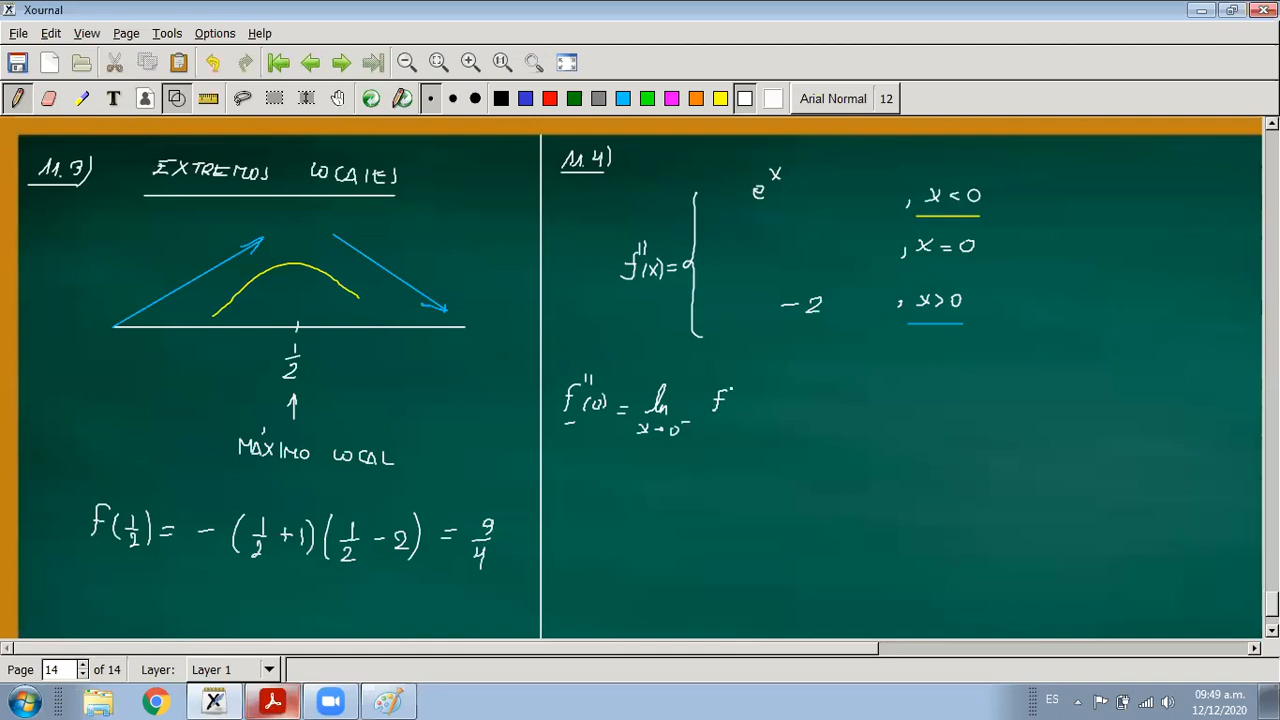 Xournal
File Edit View Page Tools Options Help
Arial Normal 12
11.3) EXTREMOS LOCALES
1/2
MÁXIMO LOCAL
f(1/2) = - (1/2 + 1)(1/2 - 2) = 9/4
11.4)
f''(x) = {
e^x , x < 0
, x = 0
- 2 , x > 0
f''_(0) = lim x→0⁻ f'
Page 14 of 14 Layer: Layer 1
ES 09:49 a.m.
12/12/2020